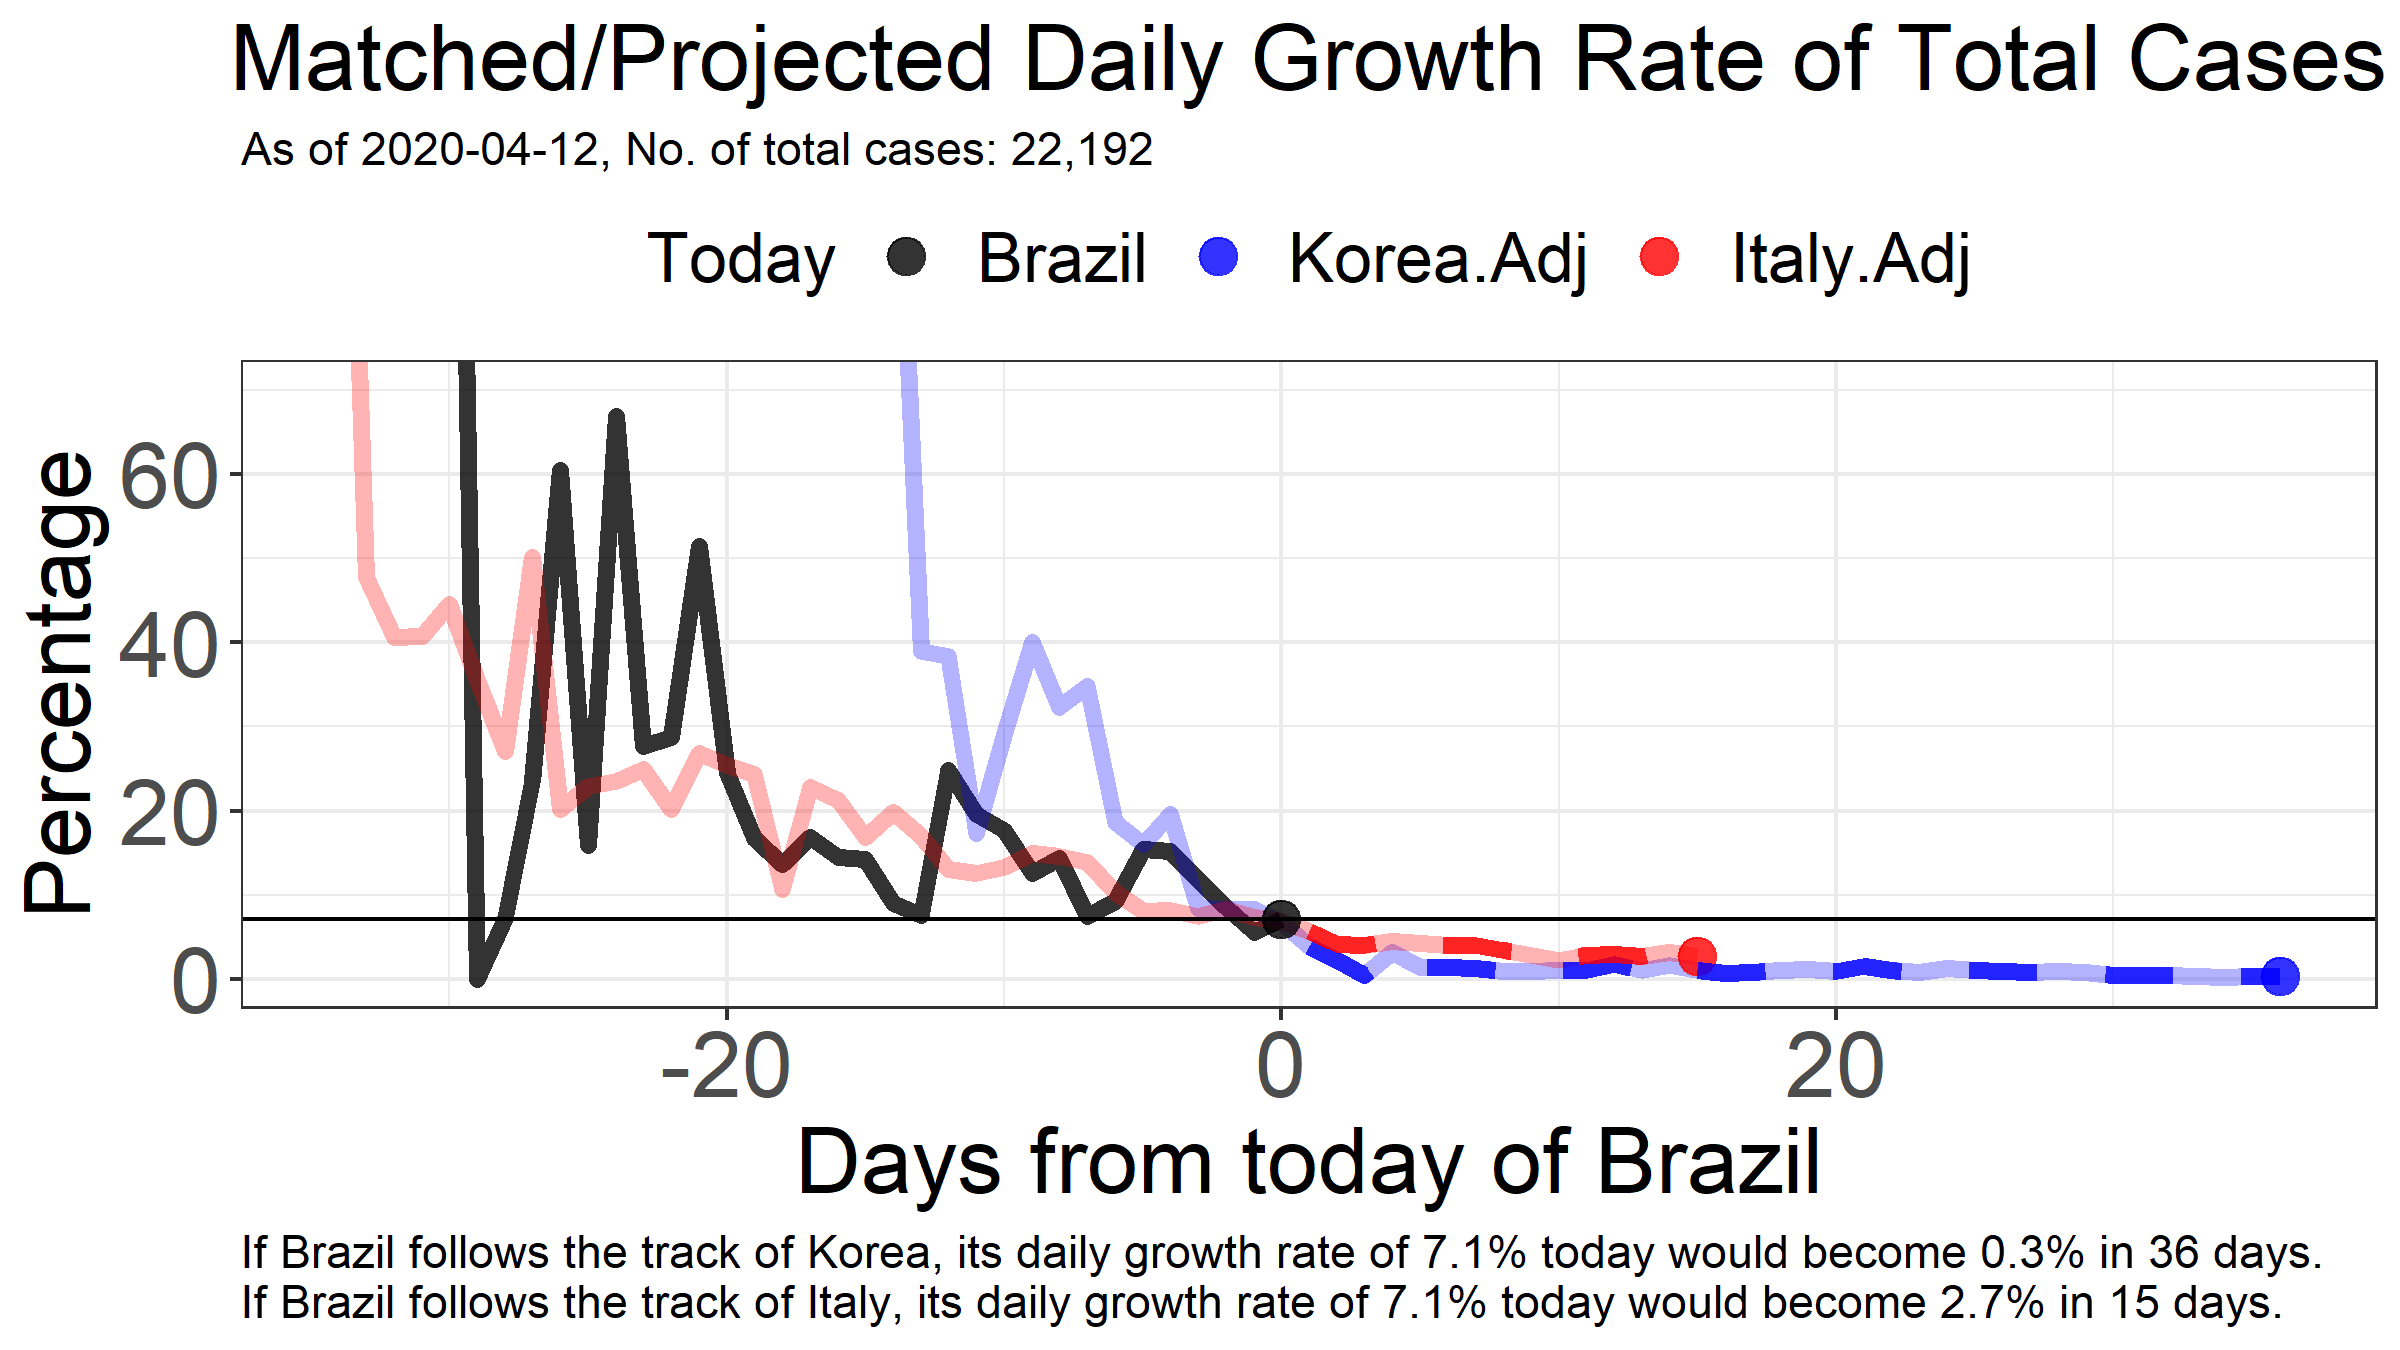 Matched/Projected Daily Growth Rate of Total Cases
As of 2020-04-12, No. of total cases: 22,192
Today Brazil Korea.Adj Italy.Adj
Percentage
60
40
20
0
-20 0 20
Days from today of Brazil
If Brazil follows the track of Korea, its daily growth rate of 7.1% today would become 0.3% in 36 days.
If Brazil follows the track of Italy, its daily growth rate of 7.1% today would become 2.7% in 15 days.